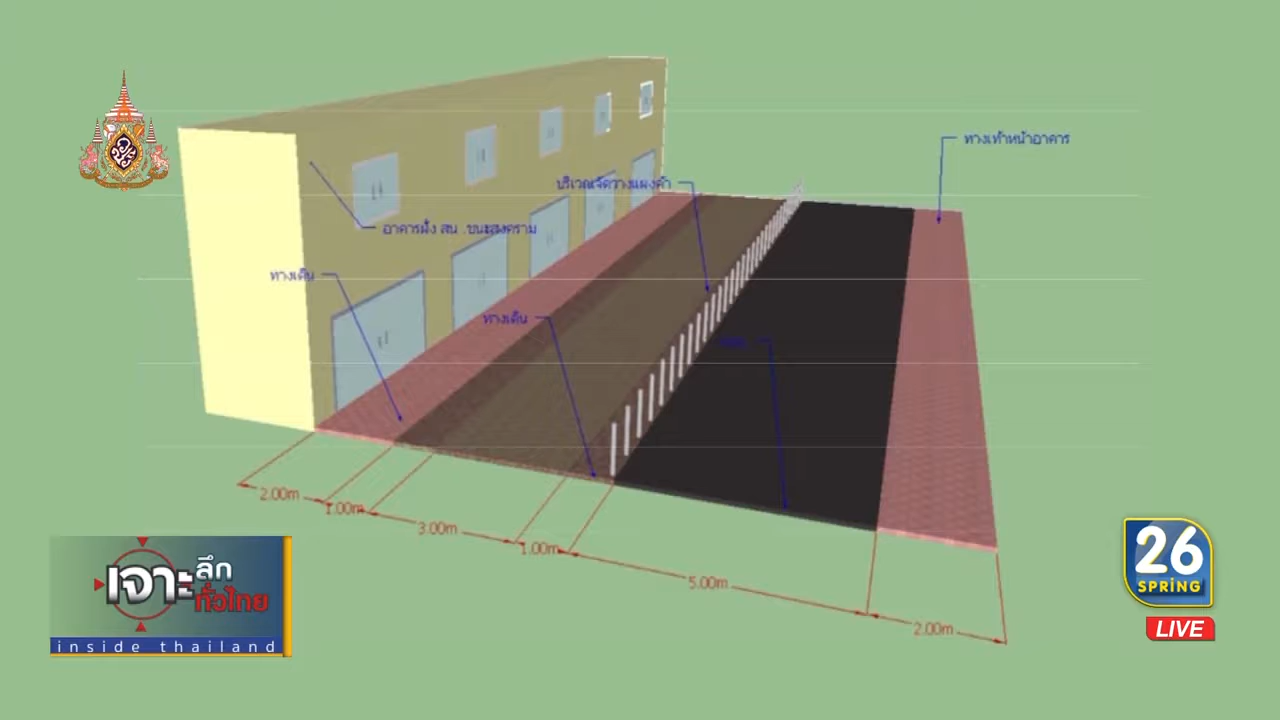 ทางเท้าหน้าอาคาร
บริเวณจัดวางแผงค้า
อาคารฝั่ง สน .ชนะสงคราม
ทางเดิน
ทางเดิน
2.00m
1.00m
3.00m
1.00m
5.00m
2.00m
เจาะลึก
ทั่วไทย
inside thailand
26
SPRiNG
LIVE